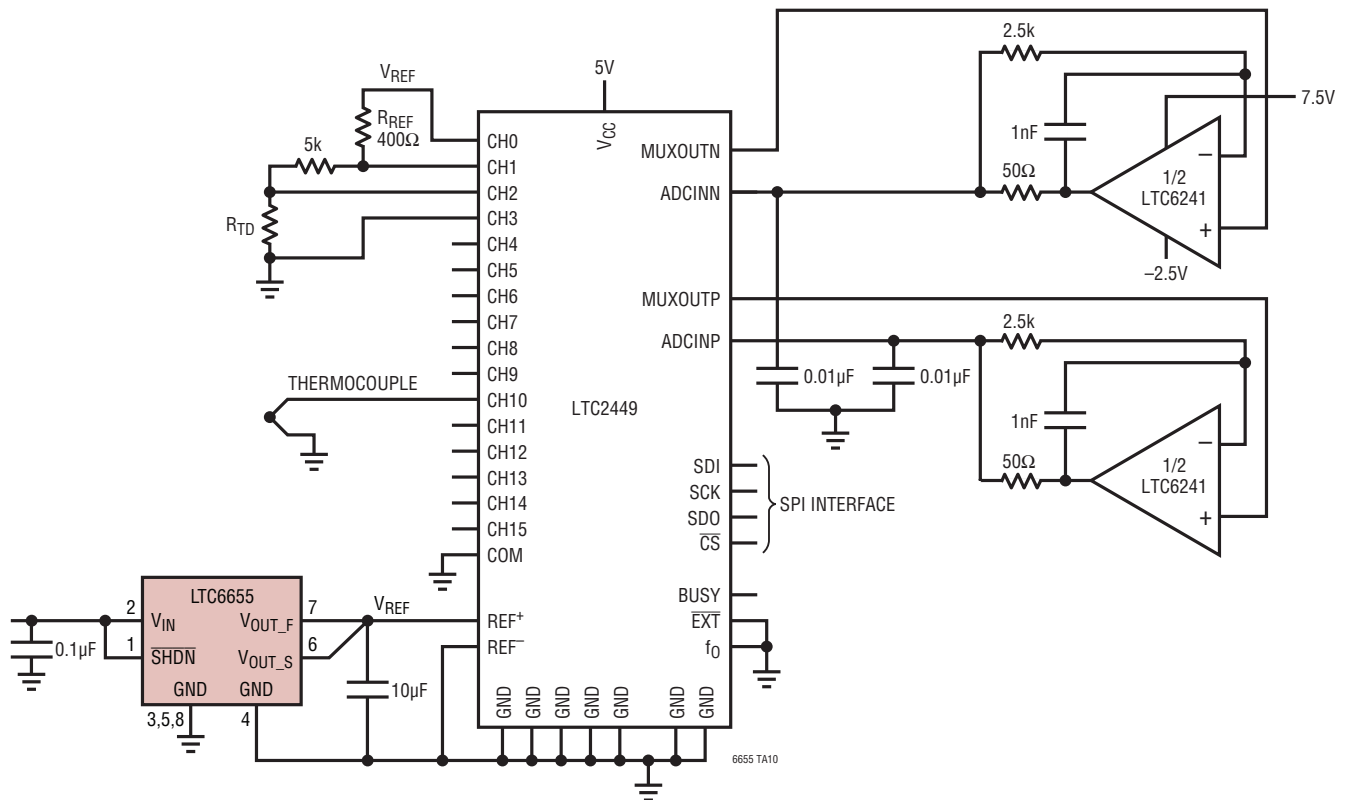 2.5k
7.5V
1nF
50Ω
1/2
LTC6241
−
+
−2.5V
5V
VCC
VREF
RREF
400Ω
5k
RTD
CH0
CH1
CH2
CH3
CH4
CH5
CH6
CH7
CH8
CH9
CH10
CH11
CH12
CH13
CH14
CH15
COM
REF+
REF−
THERMOCOUPLE
LTC2449
MUXOUTN
ADCINN
MUXOUTP
ADCINP
0.01µF
0.01µF
2.5k
1nF
50Ω
1/2
LTC6241
−
+
SDI
SCK
SDO
CS
SPI INTERFACE
BUSY
EXT
fO
LTC6655
2
VIN
1
SHDN
VOUT_F
7
VOUT_S
6
GND
GND
3,5,8
4
0.1µF
VREF
10µF
GND
GND
GND
GND
GND
GND
GND
6655 TA10